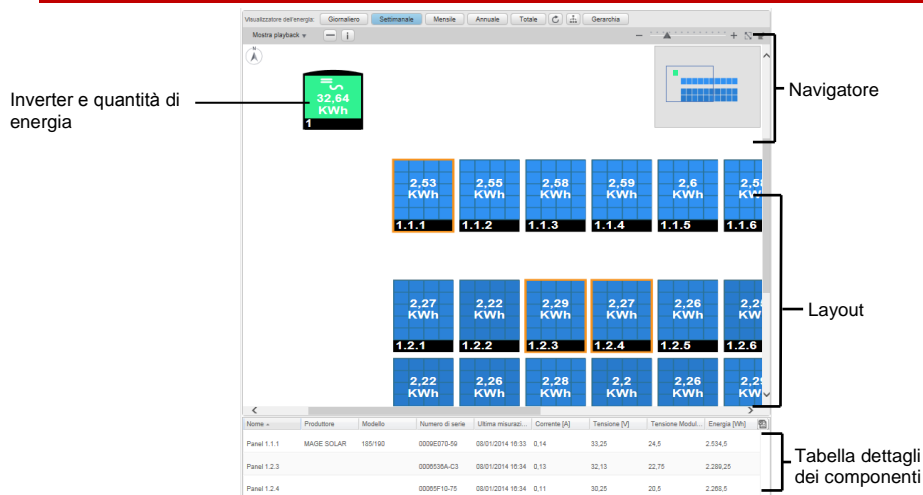 Visualizzatore dell'energia: Giornaliero Settimanale Mensile Annuale Totale Gerarchia
Mostra playback
N
Inverter e quantità di
energia
32,64
KWh
1
Navigatore
2,53 KWh 2,55 KWh 2,58 KWh 2,59 KWh 2,6 KWh
1.1.1 1.1.2 1.1.3 1.1.4 1.1.5 1.1.6
2,27 KWh 2,22 KWh 2,29 KWh 2,27 KWh 2,26 KWh
1.2.1 1.2.2 1.2.3 1.2.4 1.2.5 1.2.6
Layout
2,22 KWh 2,26 KWh 2,28 KWh 2,2 KWh 2,26 KWh
Nome Produttore Modello Numero di serie Ultima misurazi... Corrente [A] Tensione [V] Tensione Modul... Energia [Wh]
Panel 1.1.1 MAGE SOLAR 185/190 0009E070-59 08/01/2014 16:33 0,14 33,25 24,5 2.534,5
Panel 1.2.3 0006536A-C3 08/01/2014 16:34 0,13 32,13 22,75 2.289,25
Panel 1.2.4 00065F10-75 08/01/2014 16:34 0,11 30,25 20,5 2.268,5
Tabella dettagli
dei componenti